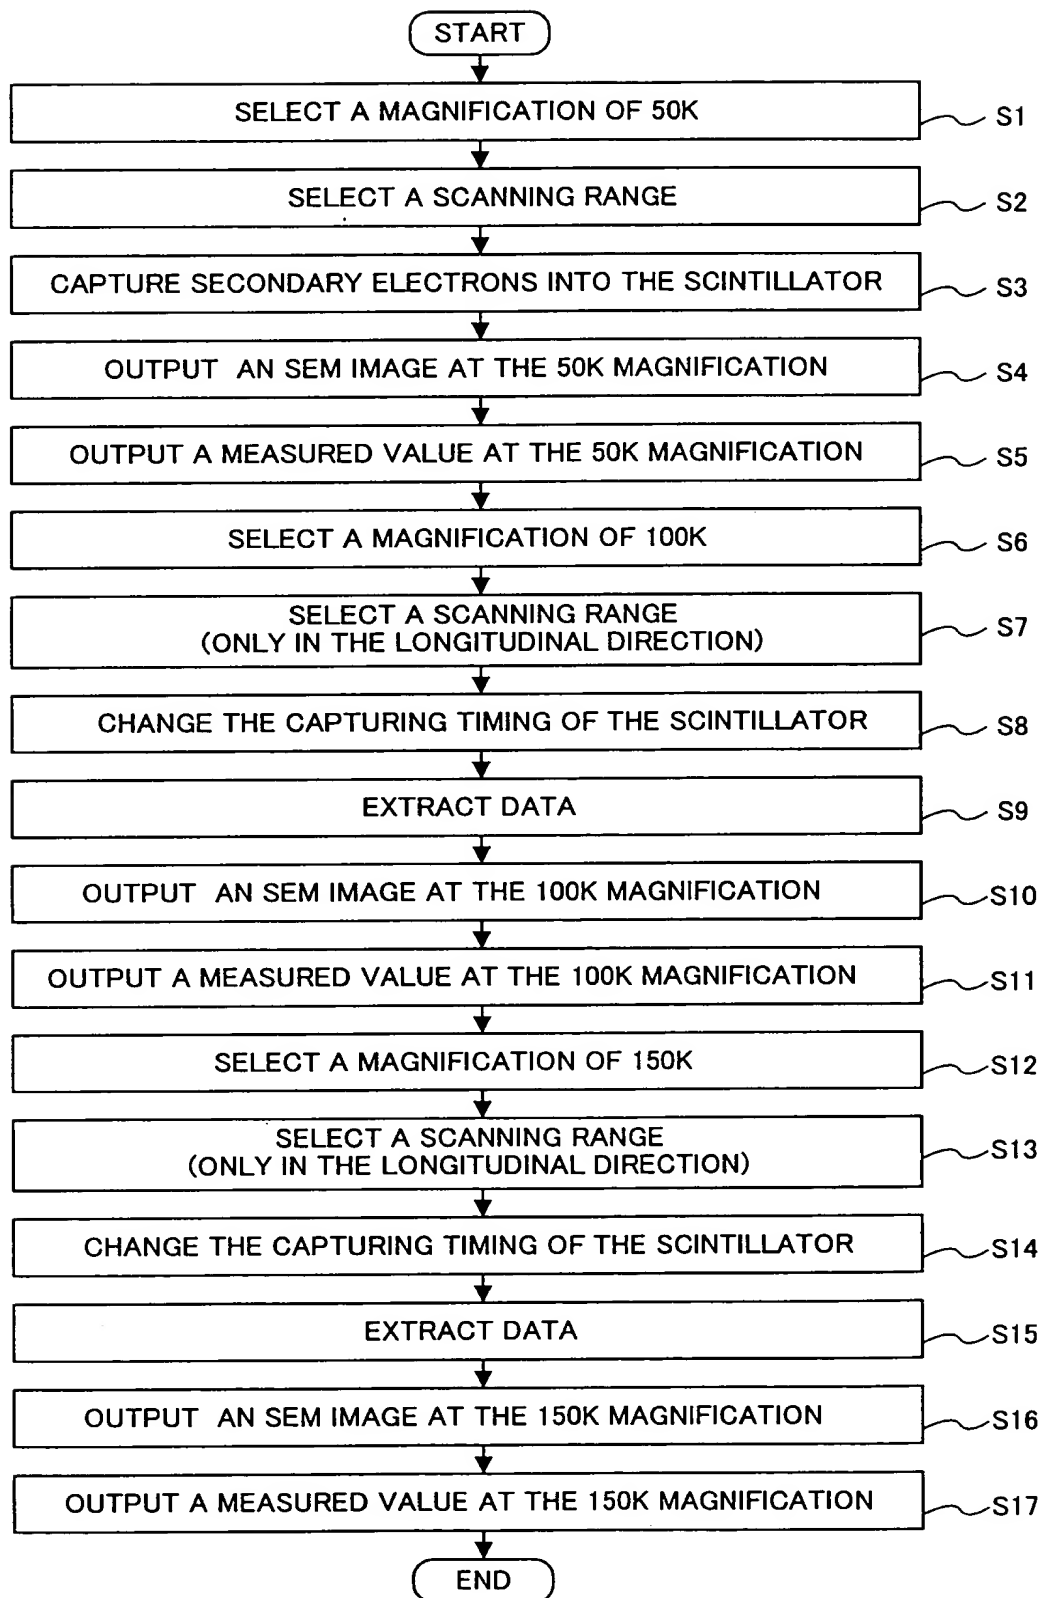 START
SELECT A MAGNIFICATION OF 50K
S1
SELECT A SCANNING RANGE
S2
CAPTURE SECONDARY ELECTRONS INTO THE SCINTILLATOR
S3
OUTPUT AN SEM IMAGE AT THE 50K MAGNIFICATION
S4
OUTPUT A MEASURED VALUE AT THE 50K MAGNIFICATION
S5
SELECT A MAGNIFICATION OF 100K
S6
SELECT A SCANNING RANGE
(ONLY IN THE LONGITUDINAL DIRECTION)
S7
CHANGE THE CAPTURING TIMING OF THE SCINTILLATOR
S8
EXTRACT DATA
S9
OUTPUT AN SEM IMAGE AT THE 100K MAGNIFICATION
S10
OUTPUT A MEASURED VALUE AT THE 100K MAGNIFICATION
S11
SELECT A MAGNIFICATION OF 150K
S12
SELECT A SCANNING RANGE
(ONLY IN THE LONGITUDINAL DIRECTION)
S13
CHANGE THE CAPTURING TIMING OF THE SCINTILLATOR
S14
EXTRACT DATA
S15
OUTPUT AN SEM IMAGE AT THE 150K MAGNIFICATION
S16
OUTPUT A MEASURED VALUE AT THE 150K MAGNIFICATION
S17
END